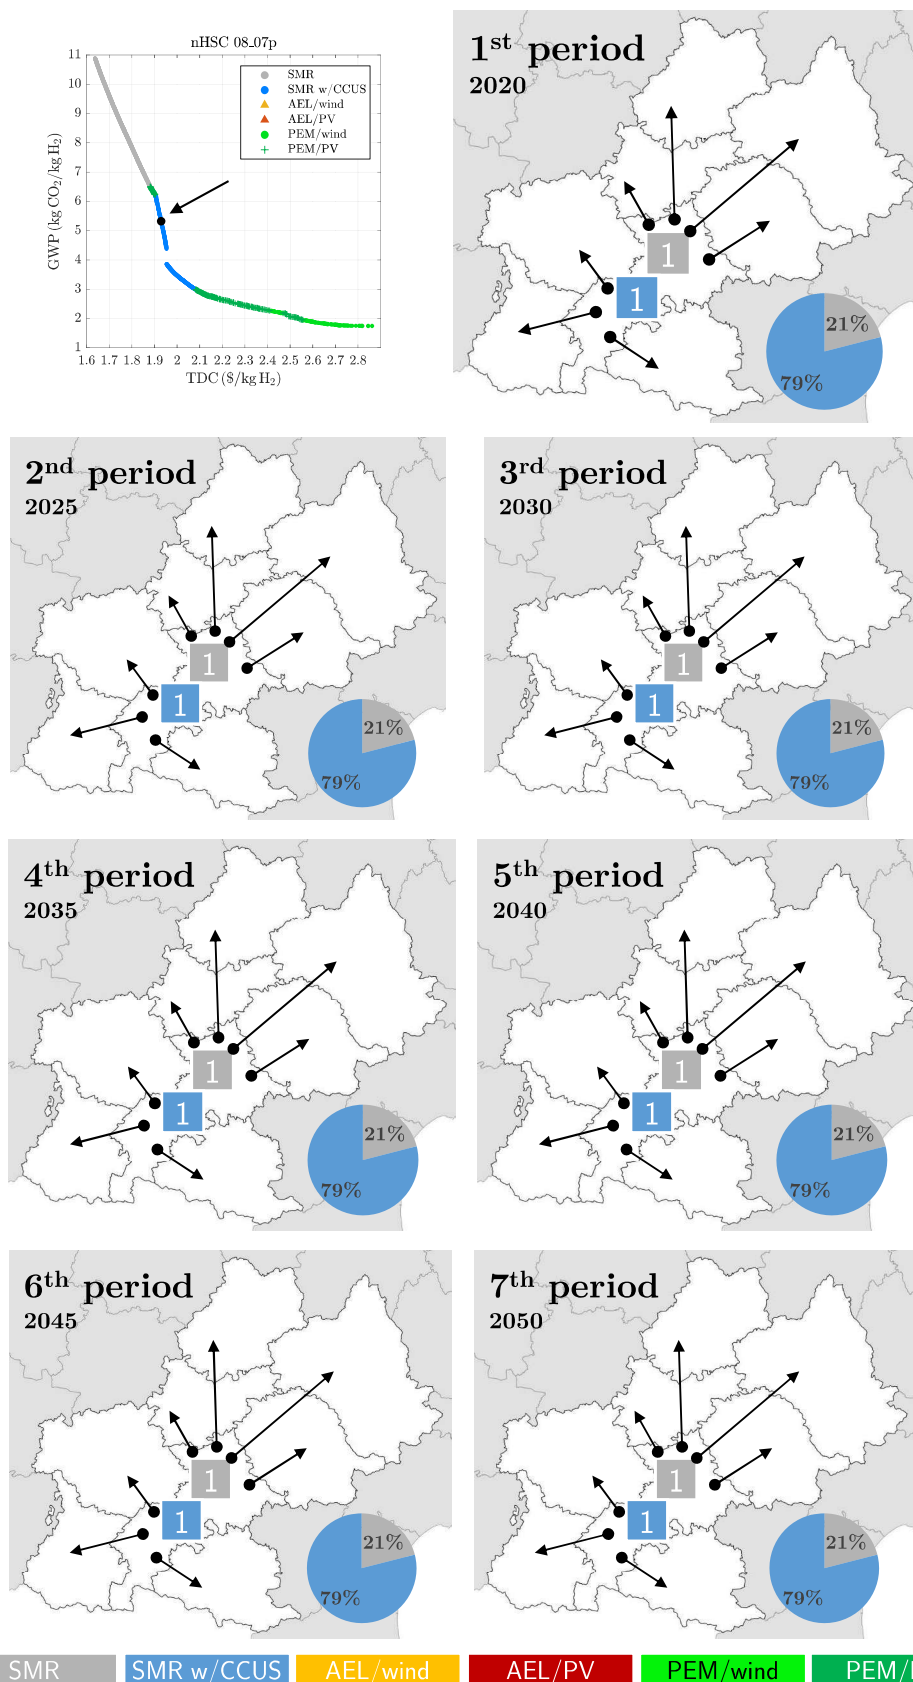 nHSC 08_07p
11
10
9
8
7
6
5
4
3
2
1
GWP (kg CO2/kg H2)
1.6 1.7 1.8 1.9 2 2.1 2.2 2.3 2.4 2.5 2.6 2.7 2.8
TDC ($/kg H2)
SMR
SMR w/CCUS
AEL/wind
AEL/PV
PEM/wind
PEM/PV
1st period
2020
1
1
21%
79%
2nd period
2025
1
1
21%
79%
3rd period
2030
1
1
21%
79%
4th period
2035
1
1
21%
79%
5th period
2040
1
1
21%
79%
6th period
2045
1
1
21%
79%
7th period
2050
1
1
21%
79%
SMR SMR w/CCUS AEL/wind AEL/PV PEM/wind PEM/